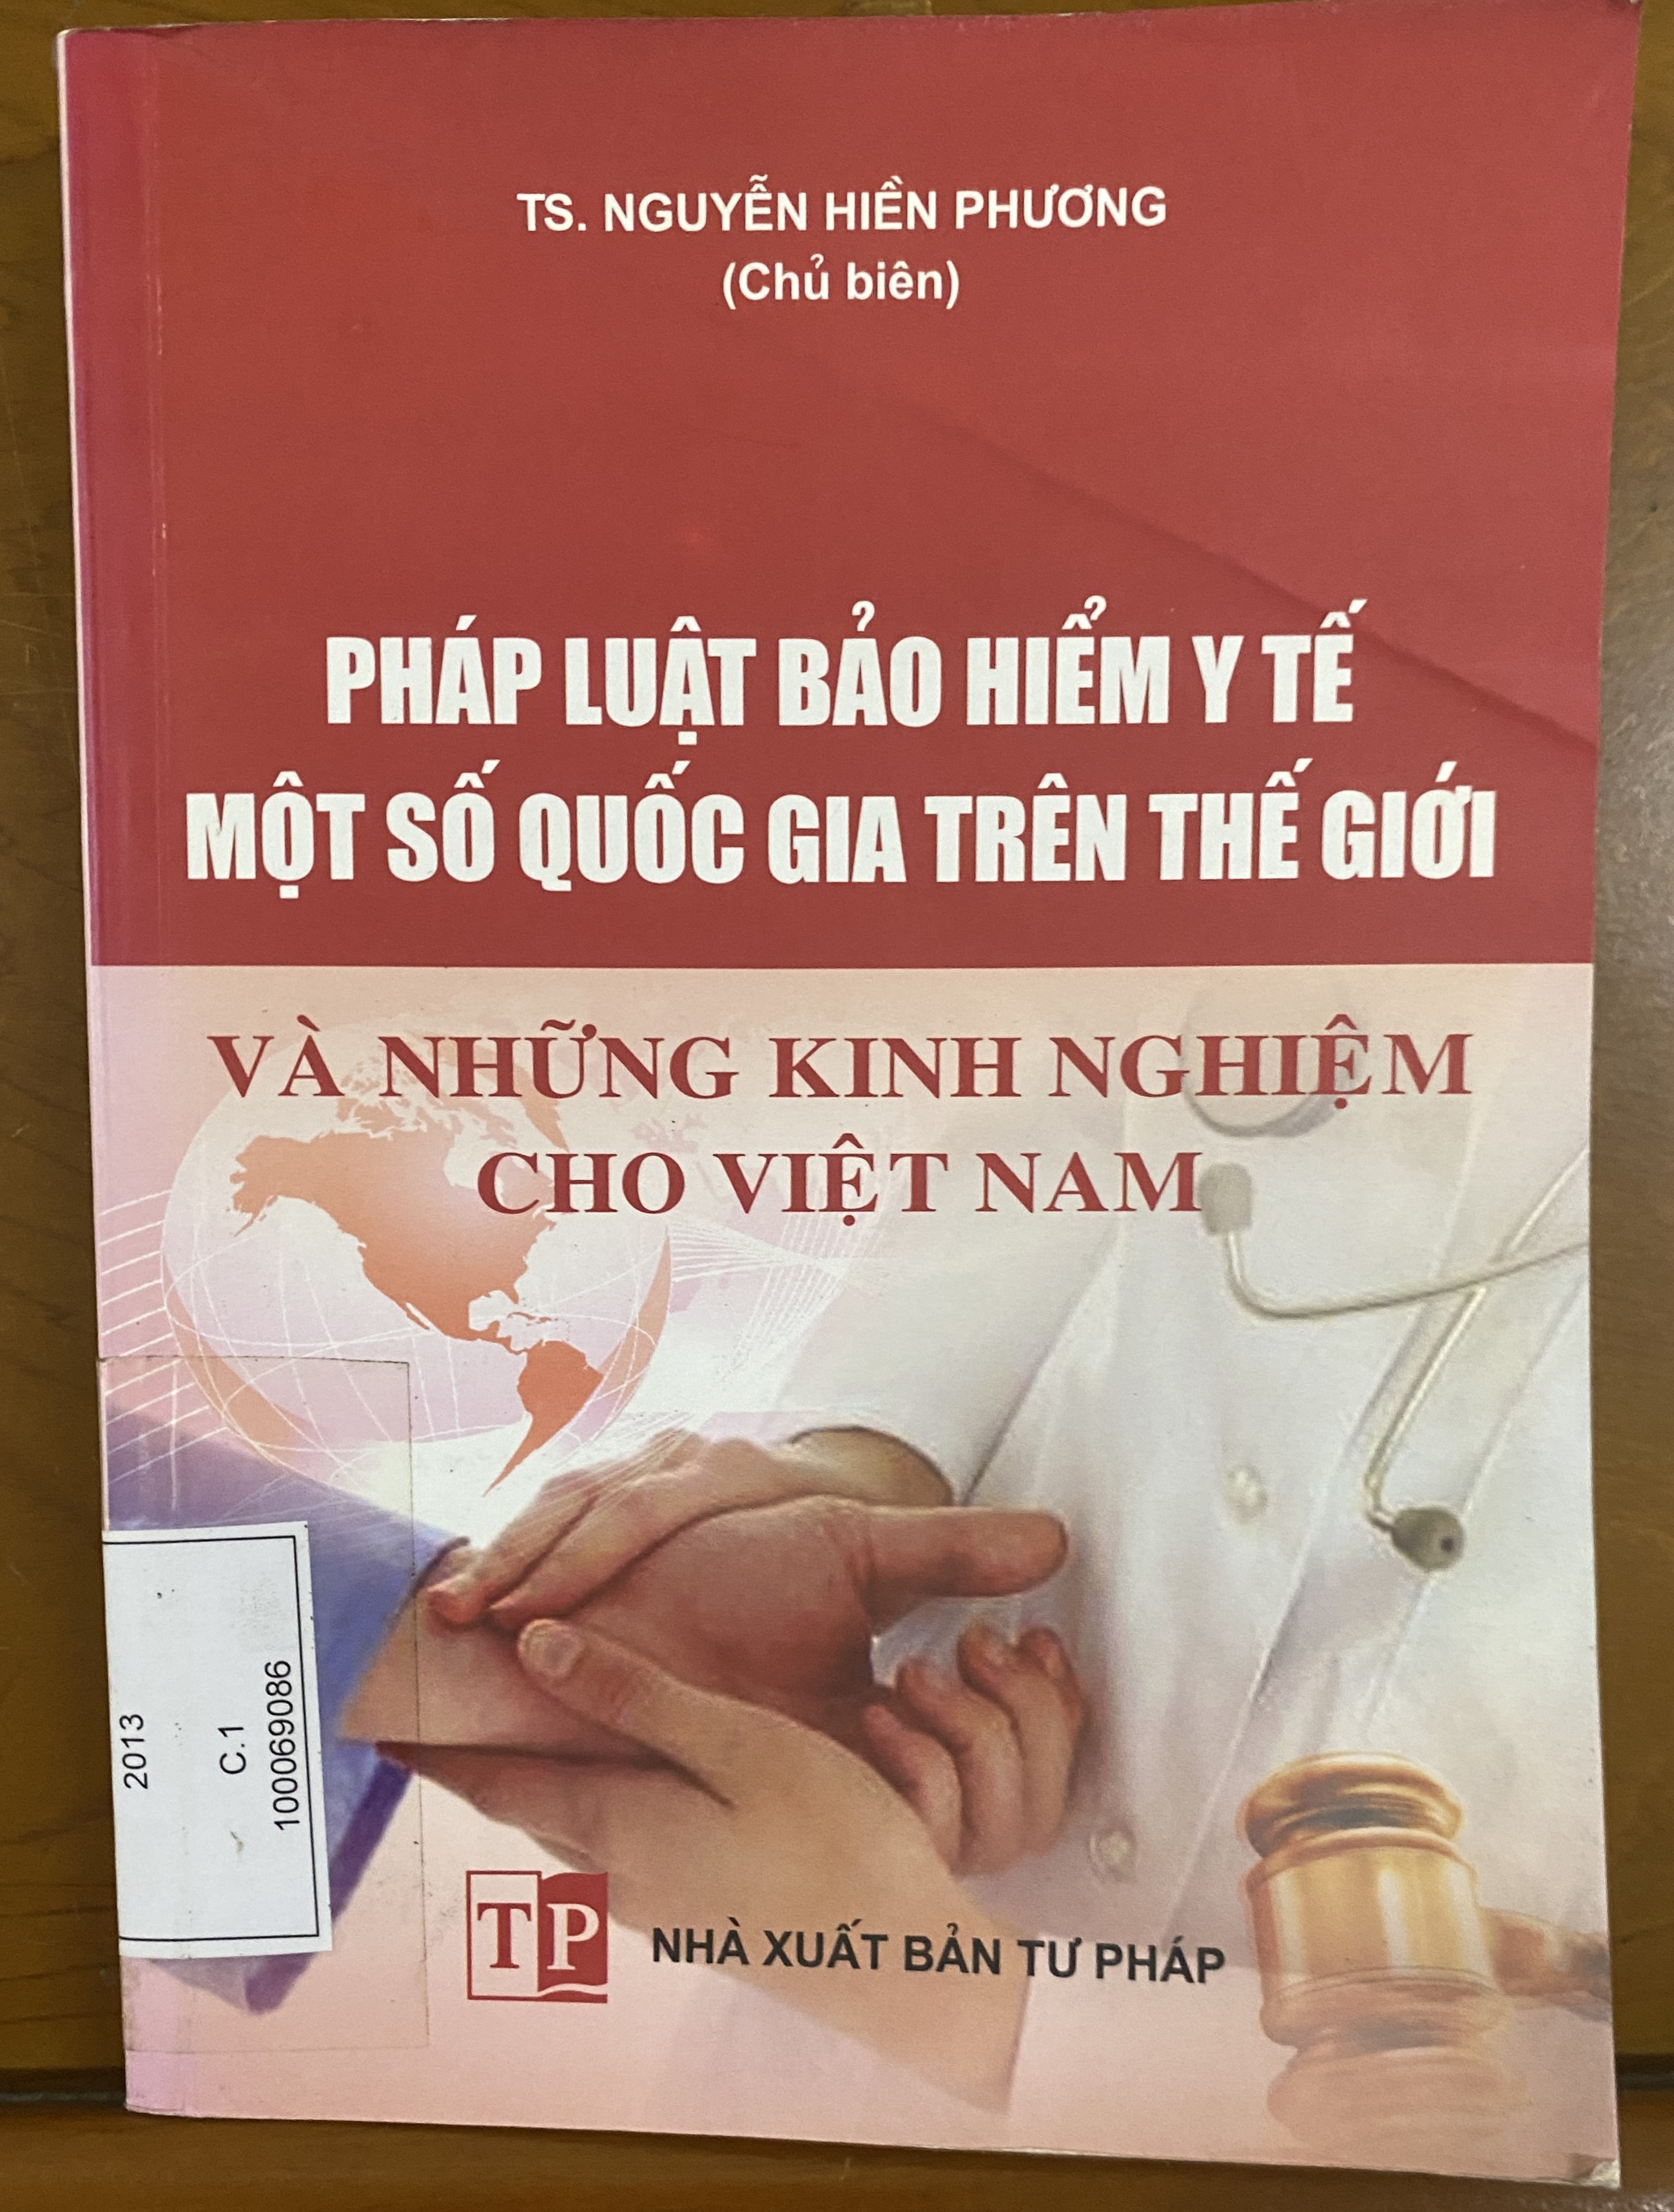 TS. NGUYỄN HIỀN PHƯƠNG
(Chủ biên)
PHÁP LUẬT BẢO HIỂM Y TẾ
MỘT SỐ QUỐC GIA TRÊN THẾ GIỚI
VÀ NHỮNG KINH NGHIỆM
CHO VIỆT NAM
2013
C.1
100069086
TP
NHÀ XUẤT BẢN TƯ PHÁP